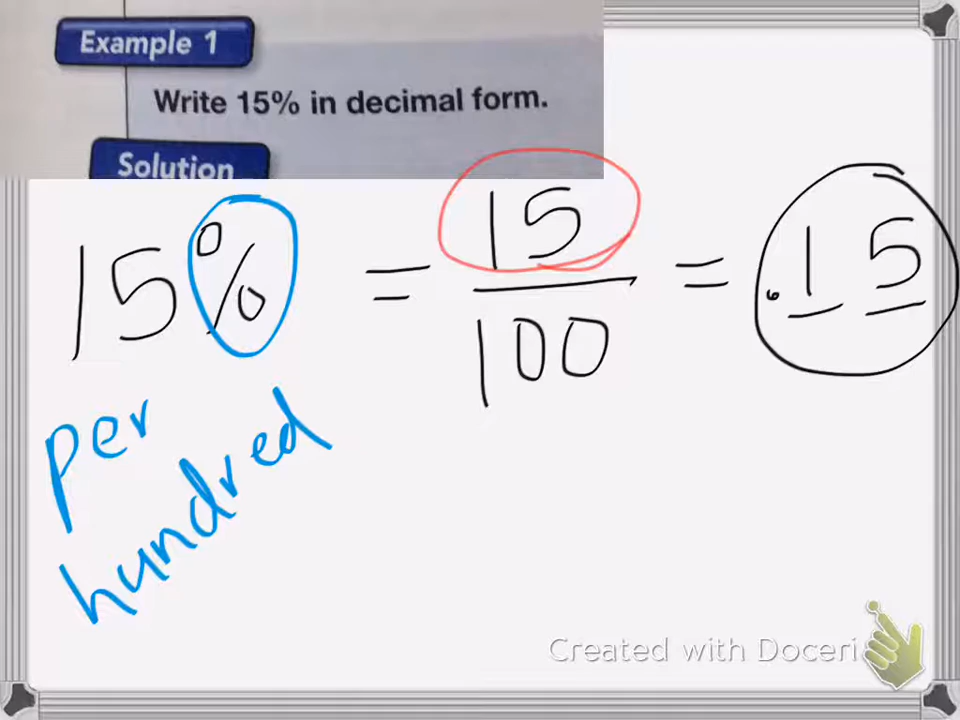 Example 1
Write 15% in decimal form.
Solution
15% = 15/100 = .15
per
hundred
Created with Doceri